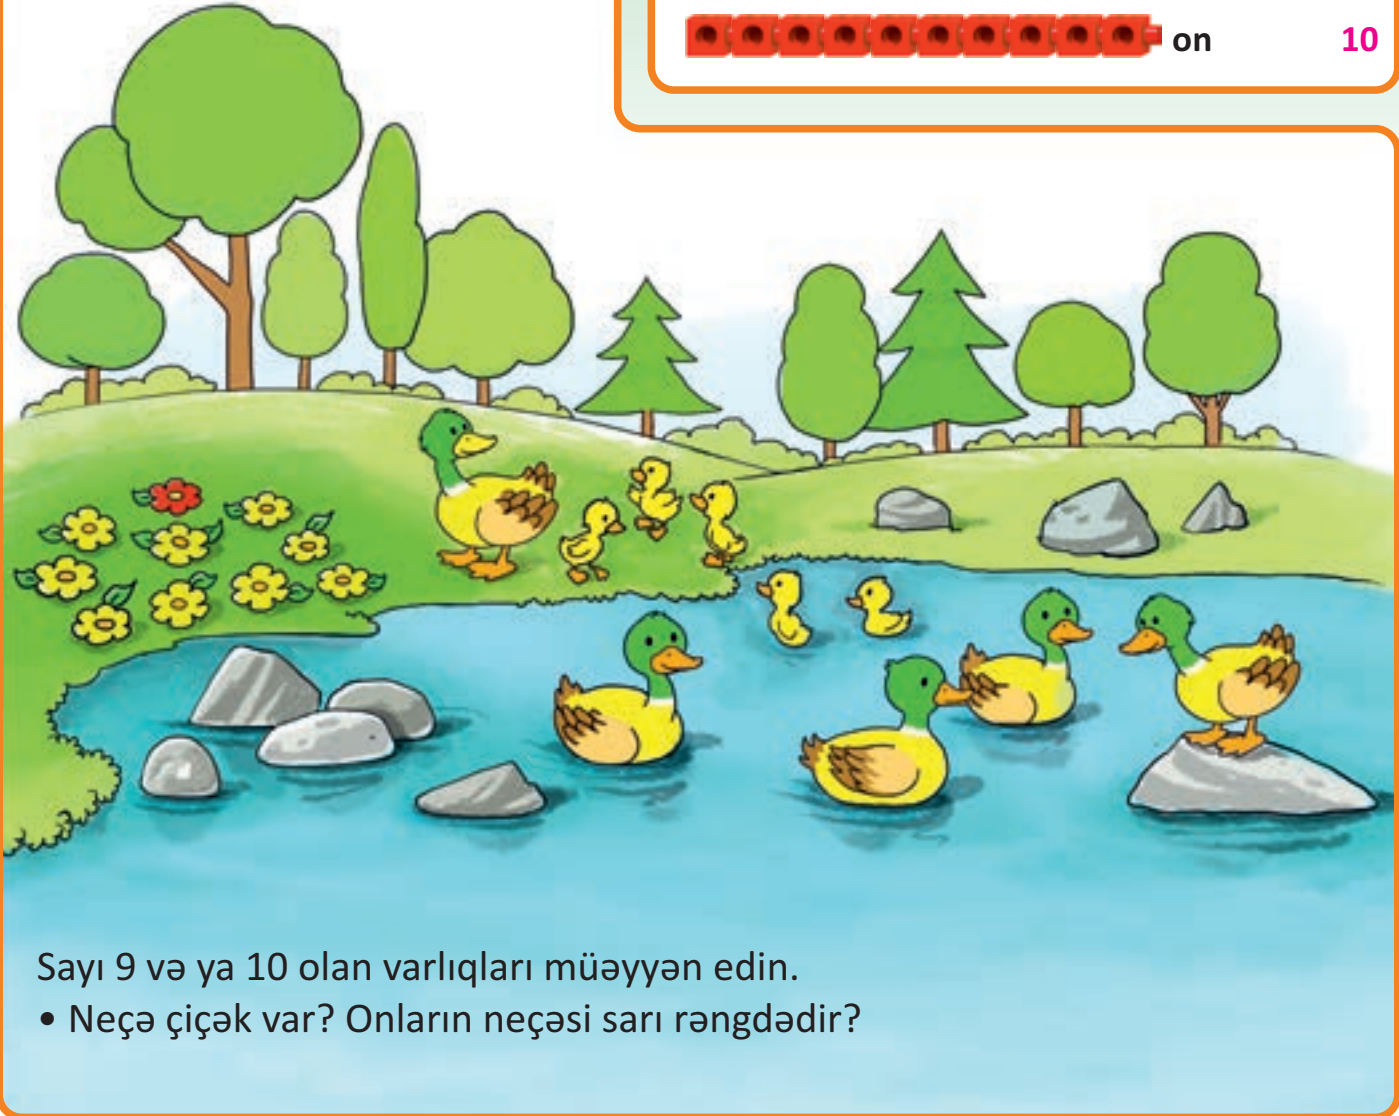 on 10
Sayı 9 və ya 10 olan varlıqları müəyyən edin.
• Neçə çiçək var? Onların neçəsi sarı rəngdədir?